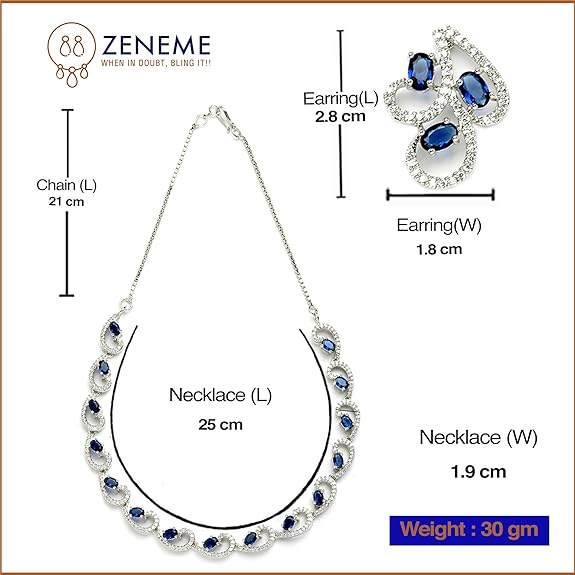 ZENEME
WHEN IN DOUBT, BLING IT!!
Chain (L)
21 cm
Earring(L)
2.8 cm
Earring(W)
1.8 cm
Necklace (L)
25 cm
Necklace (W)
1.9 cm
Weight : 30 gm